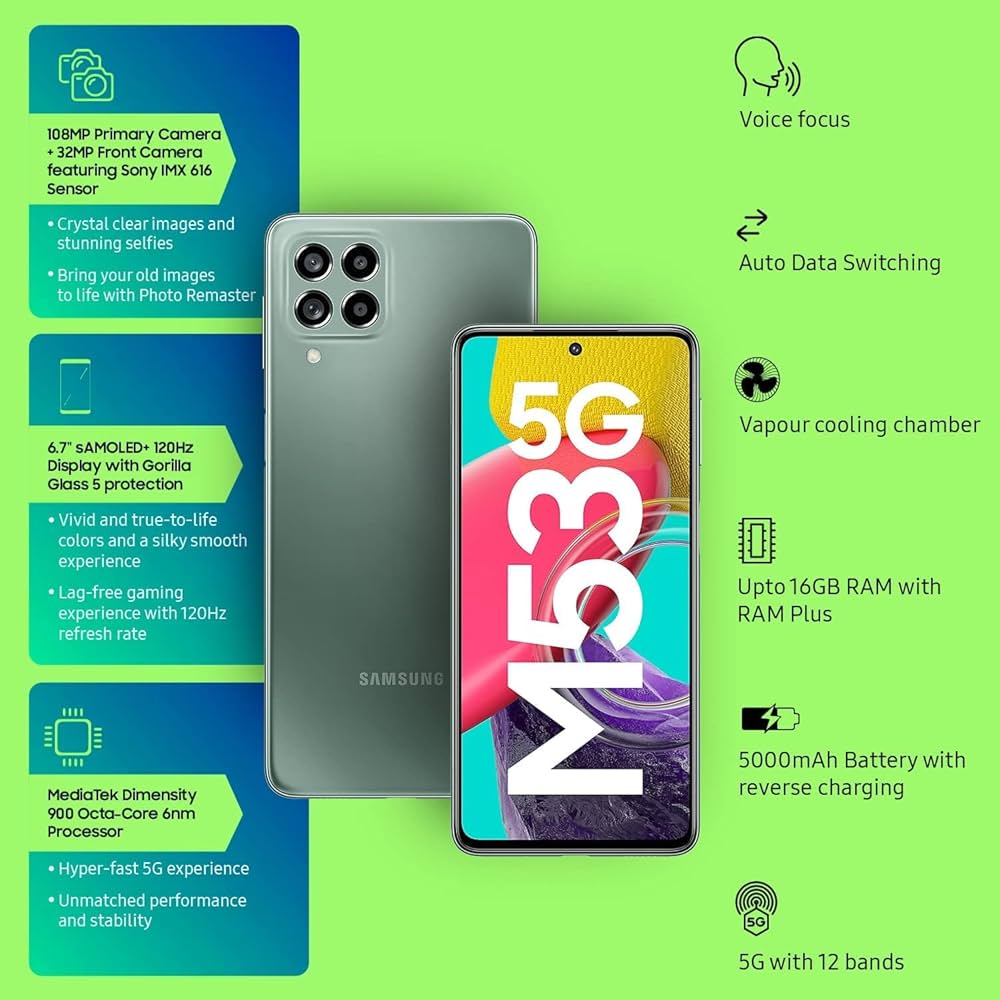 108MP Primary Camera
+ 32MP Front Camera
featuring Sony IMX 616
Sensor
• Crystal clear images and
stunning selfies
• Bring your old images
to life with Photo Remaster
6.7" sAMOLED+ 120Hz
Display with Gorilla
Glass 5 protection
• Vivid and true-to-life
colors and a silky smooth
experience
• Lag-free gaming
experience with 120Hz
refresh rate
MediaTek Dimensity
900 Octa-Core 6nm
Processor
• Hyper-fast 5G experience
• Unmatched performance
and stability
SAMSUNG
M53 5G
Voice focus
Auto Data Switching
Vapour cooling chamber
Upto 16GB RAM with
RAM Plus
5000mAh Battery with
reverse charging
5G
5G with 12 bands